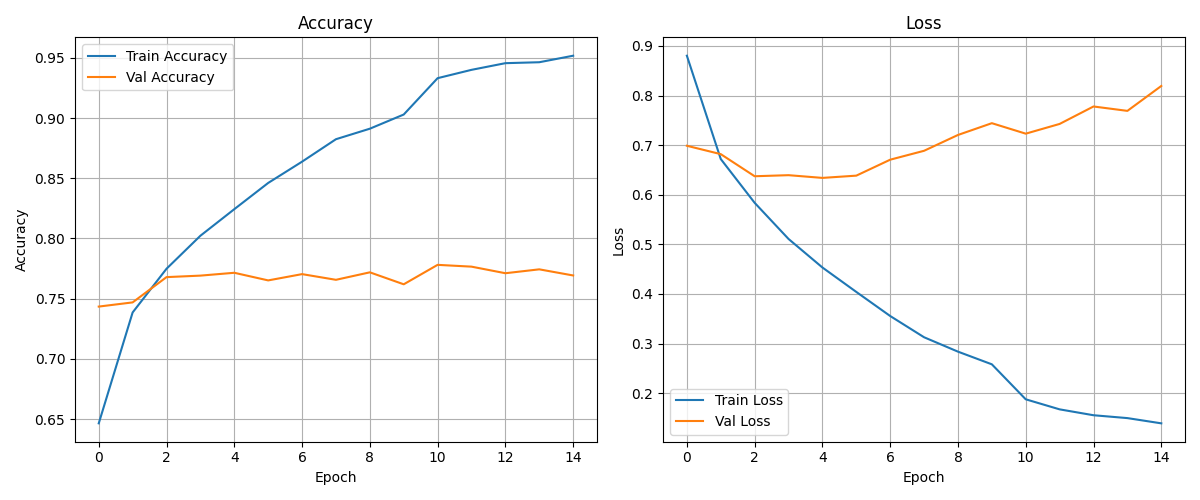 Accuracy
Train Accuracy
Val Accuracy
0.95
0.90
0.85
0.80
0.75
0.70
0.65
Accuracy
0 2 4 6 8 10 12 14
Epoch
Loss
0.9
0.8
0.7
0.6
0.5
0.4
0.3
0.2
Loss
Train Loss
Val Loss
0 2 4 6 8 10 12 14
Epoch